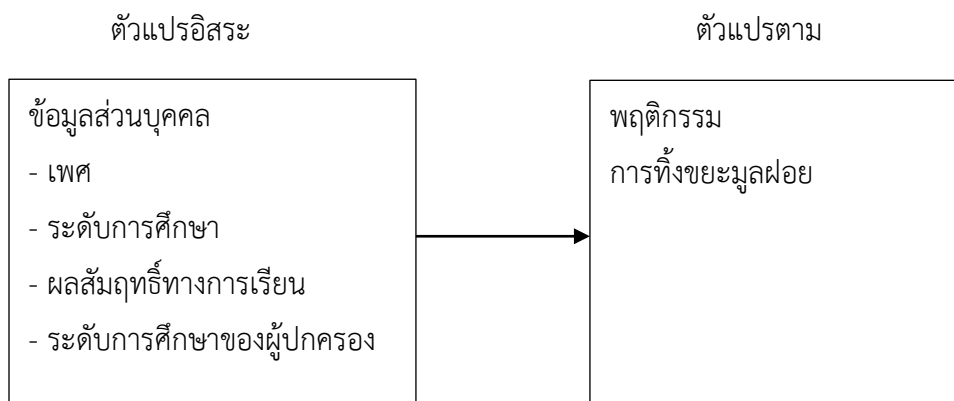 ตัวแปรอิสระ
ตัวแปรตาม
ข้อมูลส่วนบุคคล
- เพศ
- ระดับการศึกษา
- ผลสัมฤทธิ์ทางการเรียน
- ระดับการศึกษาของผู้ปกครอง
พฤติกรรม
การทิ้งขยะมูลฝอย